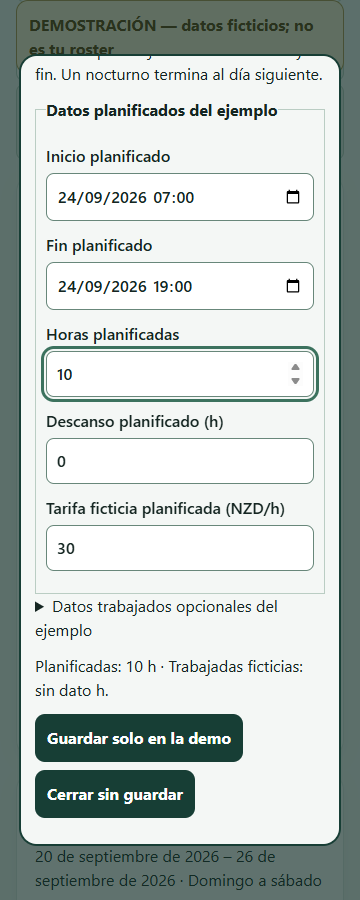 DEMOSTRACIÓN — datos ficticios; no
es tu roster
fin. Un nocturno termina al día siguiente.
Datos planificados del ejemplo
Inicio planificado
24/09/2026 07:00
Fin planificado
24/09/2026 19:00
Horas planificadas
10
Descanso planificado (h)
0
Tarifa ficticia planificada (NZD/h)
30
Datos trabajados opcionales del
ejemplo
Planificadas: 10 h · Trabajadas ficticias:
sin dato h.
Guardar solo en la demo
Cerrar sin guardar
20 de septiembre de 2026 – 26 de
septiembre de 2026 · Domingo a sábado